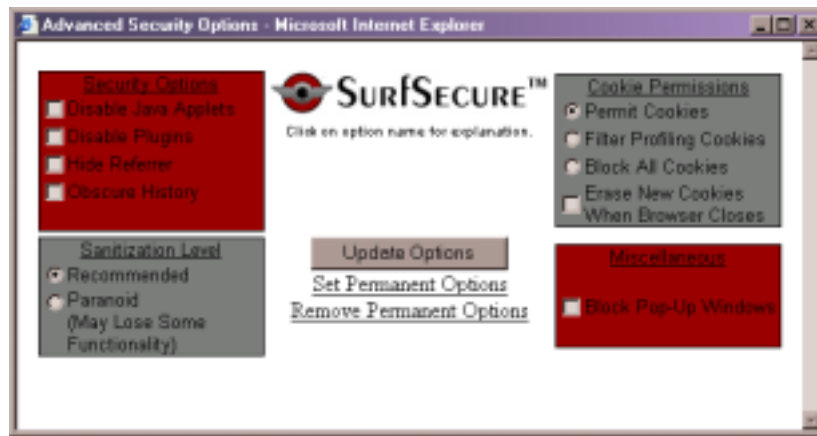 Advanced Security Options - Microsoft Internet Explorer
Security Options
Disable Java Applets
Disable Plugins
Hide Referrer
Obscure History
SURFSECURE™
Click on option name for explanation.
Cookie Permissions
Permit Cookies
Filter Profiling Cookies
Block All Cookies
Erase New Cookies
When Browser Closes
Sanitization Level
Recommended
Paranoid
(May Lose Some
Functionality)
Update Options
Set Permanent Options
Remove Permanent Options
Miscellaneous
Block Pop-Up Windows